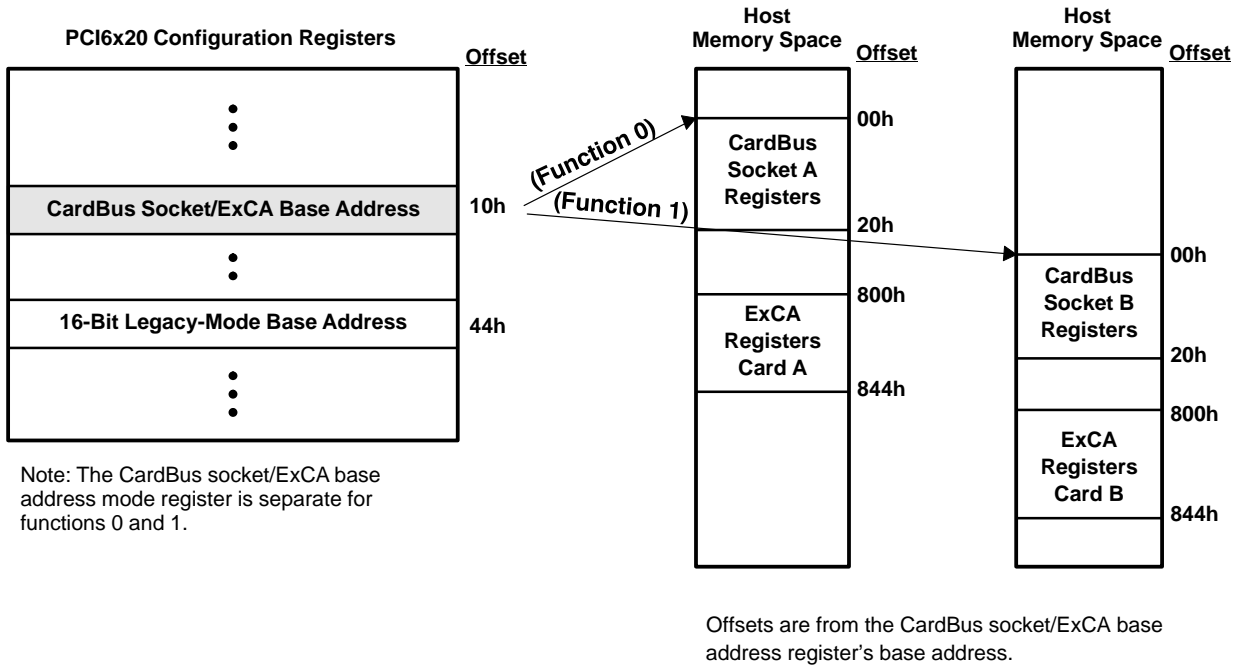 PCI6x20 Configuration Registers
Offset
CardBus Socket/ExCA Base Address
10h
16-Bit Legacy-Mode Base Address
44h
Note: The CardBus socket/ExCA base
address mode register is separate for
functions 0 and 1.
(Function 0)
(Function 1)
Host
Memory Space
Offset
00h
CardBus
Socket A
Registers
20h
800h
ExCA
Registers
Card A
844h
Host
Memory Space
Offset
00h
CardBus
Socket B
Registers
20h
800h
ExCA
Registers
Card B
844h
Offsets are from the CardBus socket/ExCA base
address register's base address.